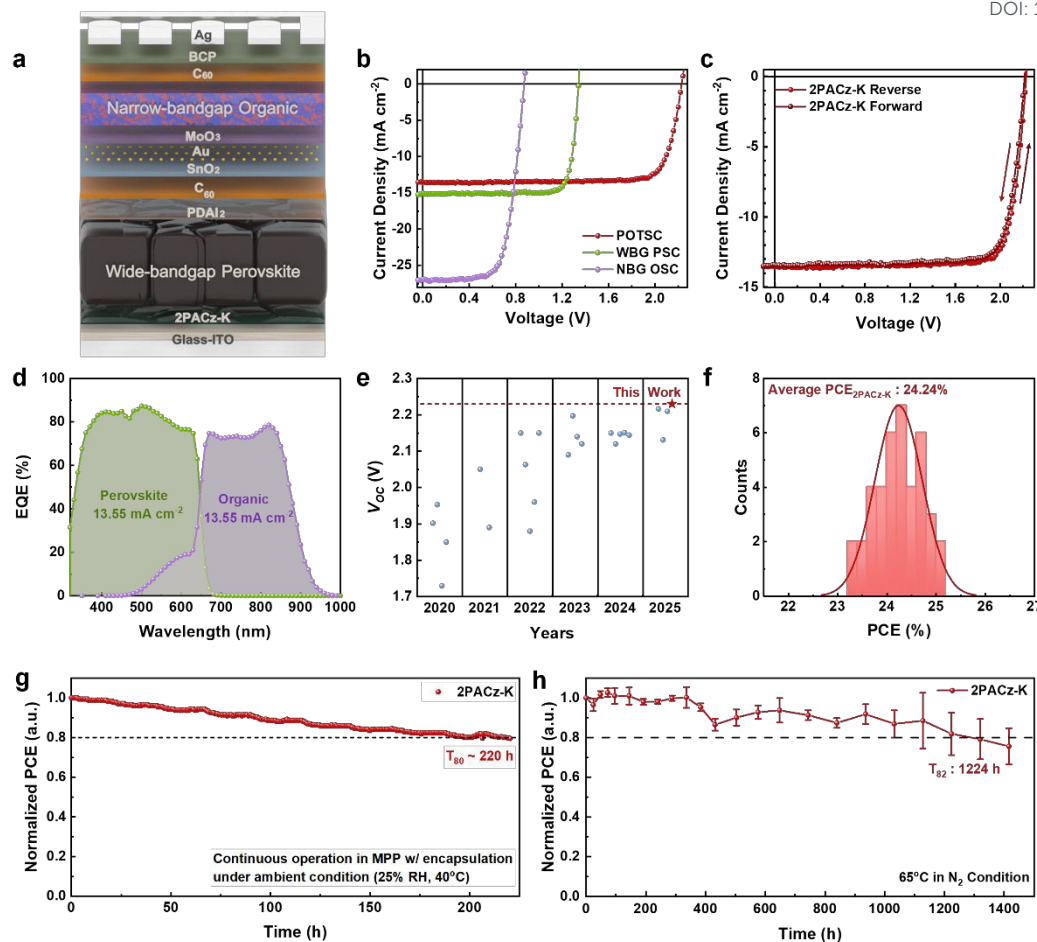 DOI: 1
a
Ag
BCP
C60
Narrow-bandgap Organic
MoO3
Au
SnO2
C60
PDAI2
Wide-bandgap Perovskite
2PACz-K
Glass-ITO
b
Current Density (mA cm-2)
0
-5
-10
-15
-20
-25
POTSC
WBG PSC
NBG OSC
0.0 0.4 0.8 1.2 1.6 2.0
Voltage (V)
c
Current Density (mA cm-2)
0
-5
-10
-15
2PACz-K Reverse
2PACz-K Forward
0.0 0.4 0.8 1.2 1.6 2.0
Voltage (V)
d
EQE (%)
100
80
60
40
20
0
Perovskite
13.55 mA cm-2
Organic
13.55 mA cm-2
400 500 600 700 800 900 1000
Wavelength (nm)
e
VOC (V)
2.3
2.2
2.1
2.0
1.9
1.8
1.7
This Work
2020 2021 2022 2023 2024 2025
Years
f
Average PCE2PACz-K : 24.24%
Counts
8
6
4
2
0
22 23 24 25 26 27
PCE (%)
g
Normalized PCE (a.u.)
1.0
0.8
0.6
0.4
0.2
0.0
2PACz-K
T80 ~ 220 h
Continuous operation in MPP w/ encapsulation
under ambient condition (25% RH, 40oC)
0 50 100 150 200
Time (h)
h
Normalized PCE (a.u.)
1.0
0.8
0.6
0.4
0.2
0.0
2PACz-K
T82 : 1224 h
65oC in N2 Condition
0 200 400 600 800 1000 1200 1400
Time (h)